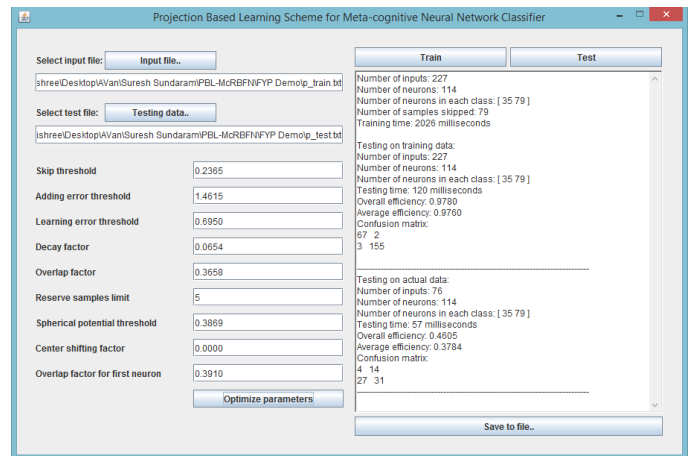 Projection Based Learning Scheme for Meta-cognitive Neural Network Classifier
Select input file:
Input file..
shree\Desktop\AVan\Suresh Sundaram\PBL-McRBFN\FYP Demo\p_train.txt
Select test file:
Testing data..
ishree\Desktop\AVan\Suresh Sundaram\PBL-McRBFN\FYP Demo\p_test.txt
Skip threshold
0.2365
Adding error threshold
1.4615
Learning error threshold
0.6950
Decay factor
0.0654
Overlap factor
0.3658
Reserve samples limit
5
Spherical potential threshold
0.3869
Center shifting factor
0.0000
Overlap factor for first neuron
0.3910
Optimize parameters
Train
Test
Number of inputs: 227
Number of neurons: 114
Number of neurons in each class: [ 35 79 ]
Number of samples skipped: 79
Training time: 2026 milliseconds
Testing on training data:
Number of inputs: 227
Number of neurons: 114
Number of neurons in each class: [ 35 79 ]
Testing time: 120 milliseconds
Overall efficiency: 0.9780
Average efficiency: 0.9760
Confusion matrix:
67 2
3 155
Testing on actual data:
Number of inputs: 76
Number of neurons: 114
Number of neurons in each class: [ 35 79 ]
Testing time: 57 milliseconds
Overall efficiency: 0.4605
Average efficiency: 0.3784
Confusion matrix:
4 14
27 31
Save to file..